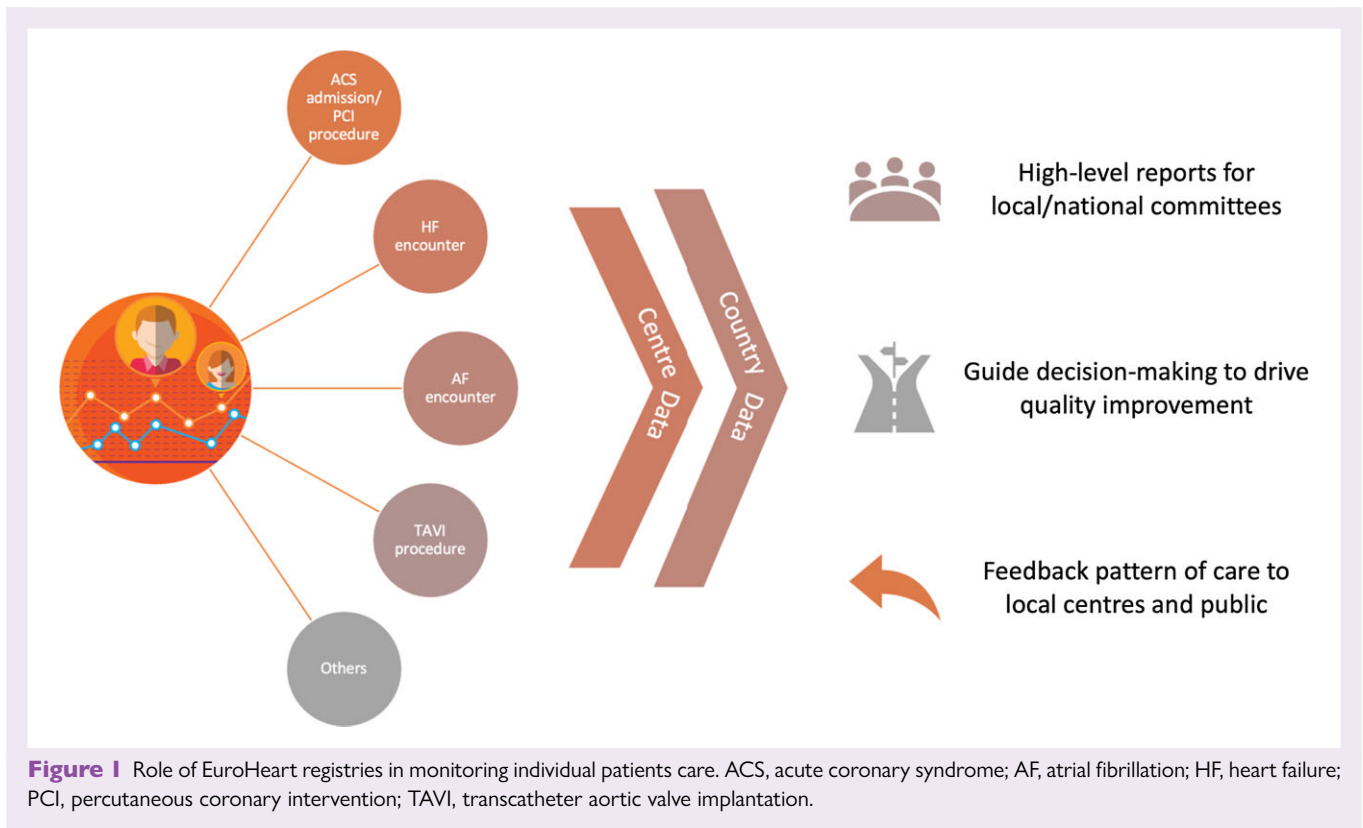 ACS
admission/
PCI
procedure
HF
encounter
AF
encounter
TAVI
procedure
Others
Centre Data
Country Data
High-level reports for
local/national committees
Guide decision-making to drive
quality improvement
Feedback pattern of care to
local centres and public
Figure 1 Role of EuroHeart registries in monitoring individual patients care. ACS, acute coronary syndrome; AF, atrial fibrillation; HF, heart failure;
PCI, percutaneous coronary intervention; TAVI, transcatheter aortic valve implantation.